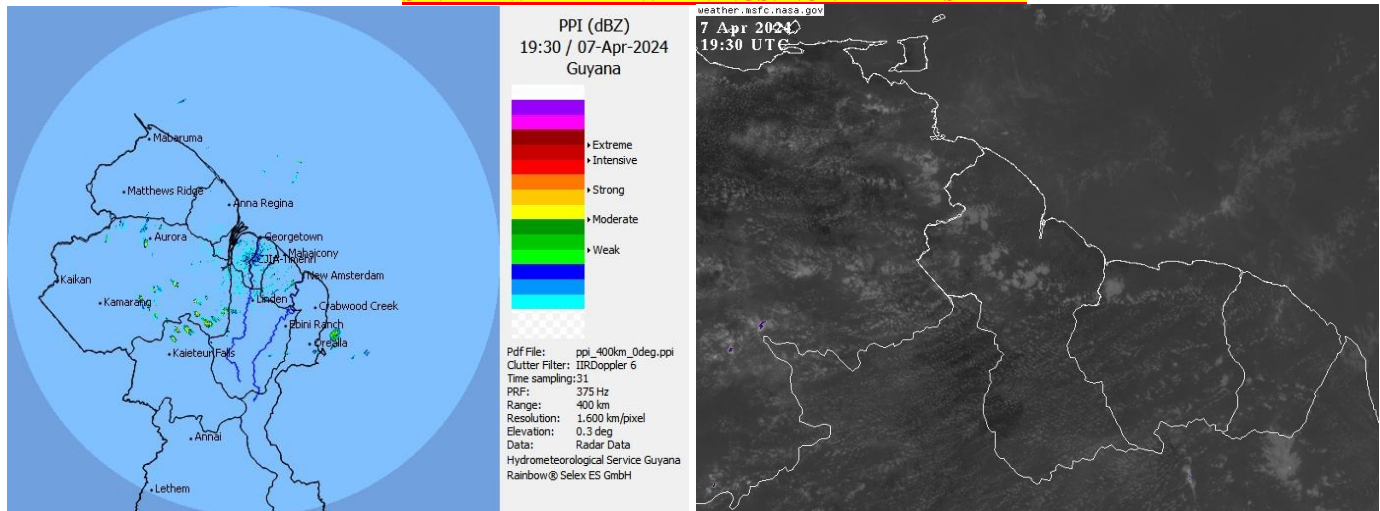 PPI (dBZ)
19:30 / 07-Apr-2024
Guyana
Extreme
Intensive
Strong
Moderate
Weak
Pdf File: ppi_400km_0deg.ppi
Clutter Filter: IIRDoppler 6
Time sampling: 31
PRF: 375 Hz
Range: 400 km
Resolution: 1.600 km/pixel
Elevation: 0.3 deg
Data: Radar Data
Hydrometeorological Service Guyana
Rainbow® Selex ES GmbH
Mabaruma
Matthews Ridge
Anna Regina
Aurora
Georgetown
Mahaicony
CJIA-Timehri
Kaikan
New Amsterdam
Kamarang
Linden
Crabwood Creek
Ebini Ranch
Orealla
Kaieteur Falls
Annai
Lethem
weather.msfc.nasa.gov
7 Apr 2024
19:30 UTC